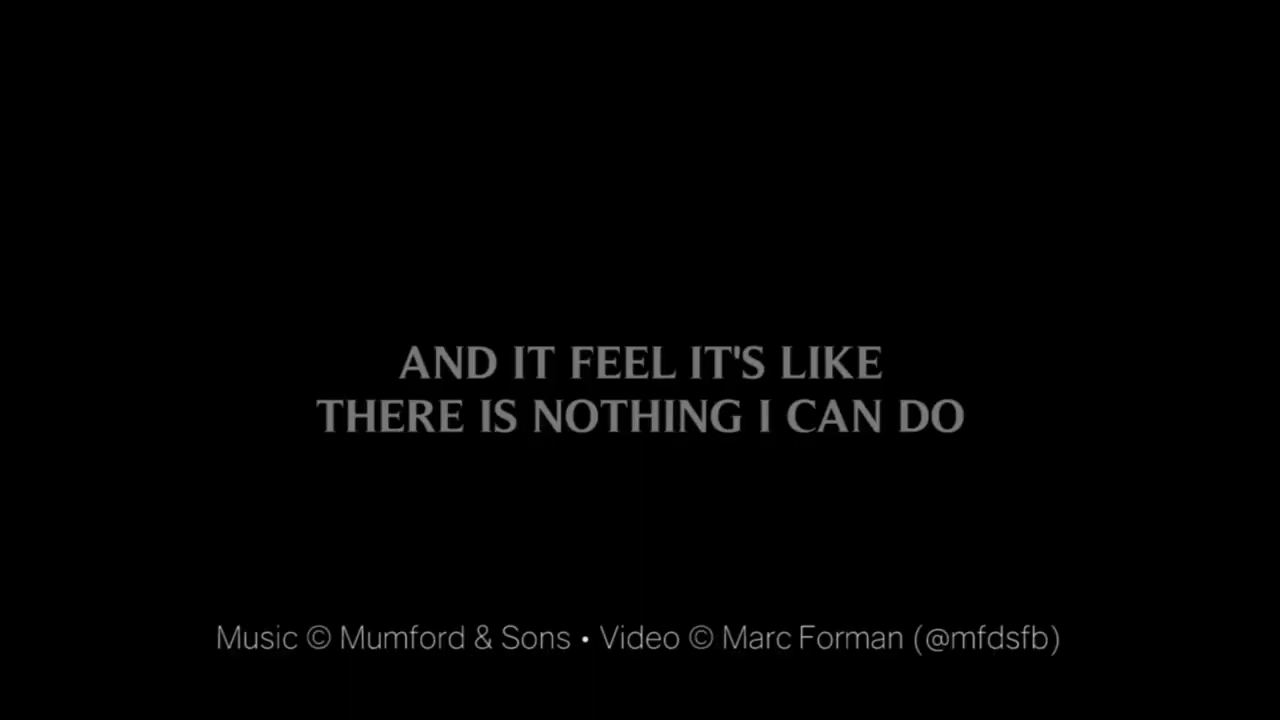 AND IT FEEL IT'S LIKE
THERE IS NOTHING I CAN DO
Music © Mumford & Sons • Video © Marc Forman (@mfdsfb)